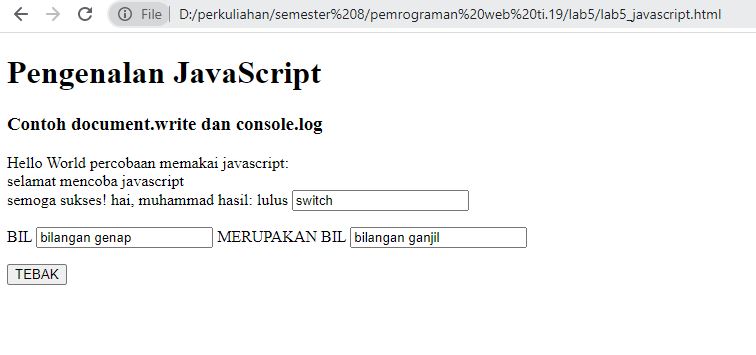 File | D:/perkuliahan/semester%208/pemrograman%20web%20ti.19/lab5/lab5_javascript.html
Pengenalan JavaScript
Contoh document.write dan console.log
Hello World percobaan memakai javascript:
selamat mencoba javascript
semoga sukses! hai, muhammad hasil: lulus switch
BIL bilangan genap MERUPAKAN BIL bilangan ganjil
TEBAK